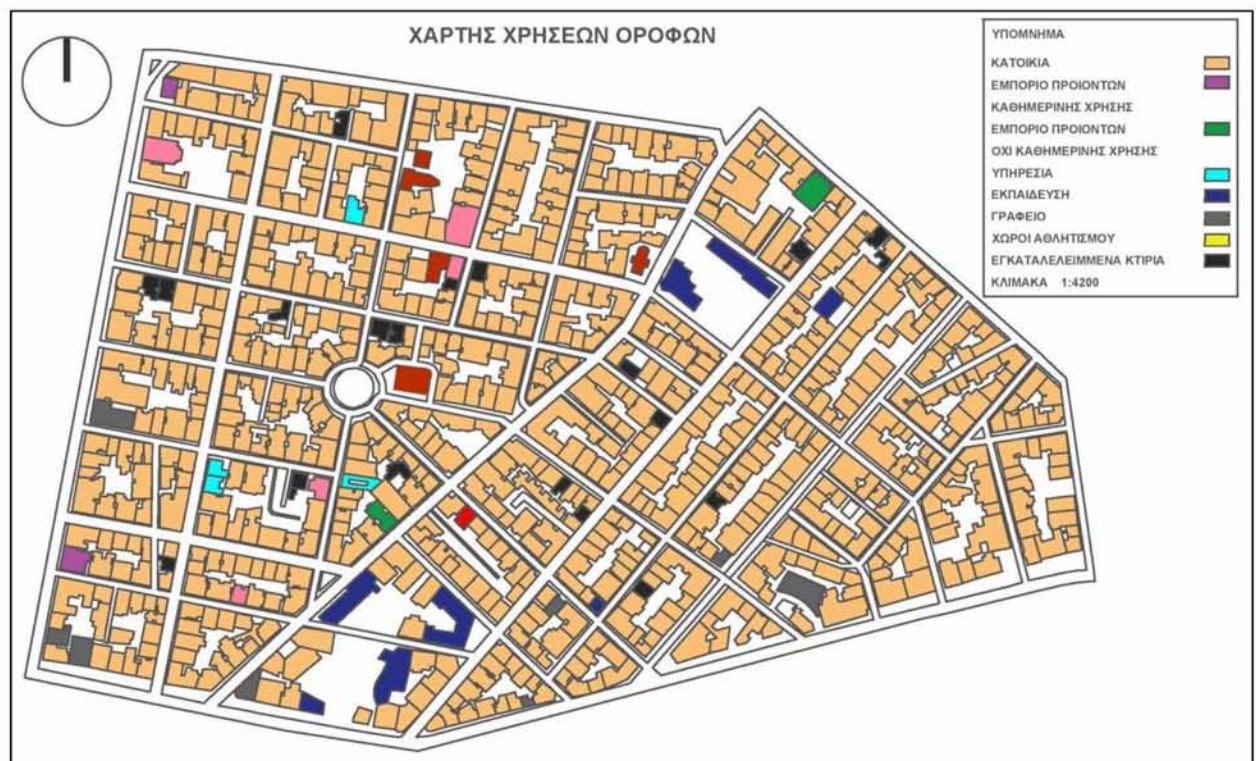 ΧΑΡΤΗΣ ΧΡΗΣΕΩΝ ΟΡΟΦΩΝ
ΥΠΟΜΝΗΜΑ
ΚΑΤΟΙΚΙΑ
ΕΜΠΟΡΙΟ ΠΡΟΙΟΝΤΩΝ
ΚΑΘΗΜΕΡΙΝΗΣ ΧΡΗΣΗΣ
ΕΜΠΟΡΙΟ ΠΡΟΙΟΝΤΩΝ
ΟΧΙ ΚΑΘΗΜΕΡΙΝΗΣ ΧΡΗΣΗΣ
ΥΠΗΡΕΣΙΑ
ΕΚΠΑΙΔΕΥΣΗ
ΓΡΑΦΕΙΟ
ΧΩΡΟΙ ΑΘΛΗΤΙΣΜΟΥ
ΕΓΚΑΤΑΛΕΛΕΙΜΜΕΝΑ ΚΤΙΡΙΑ
ΚΛΙΜΑΚΑ 1:4200